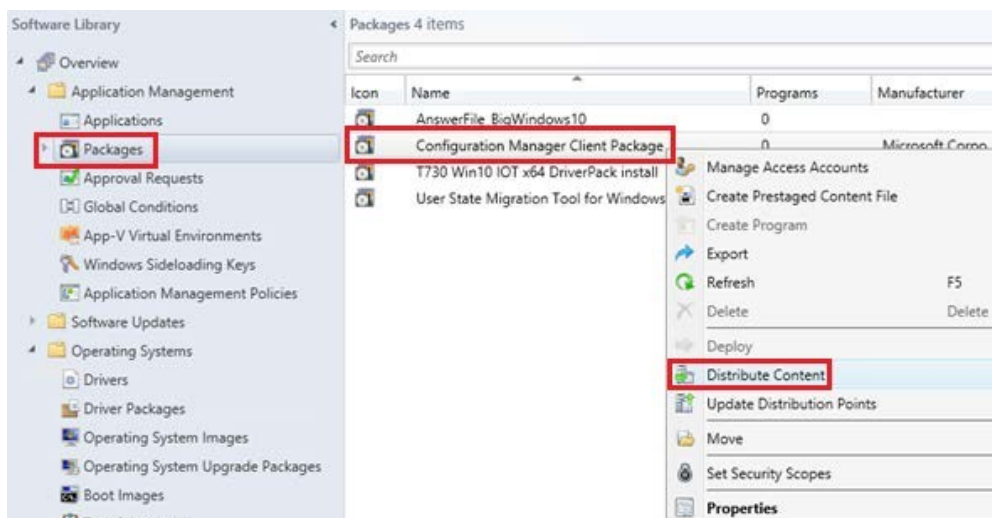 Software Library
Overview
Application Management
Applications
Packages
Approval Requests
Global Conditions
App-V Virtual Environments
Windows Sideloading Keys
Application Management Policies
Software Updates
Operating Systems
Drivers
Driver Packages
Operating System Images
Operating System Upgrade Packages
Boot Images
Packages 4 items
Search
Icon Name Programs Manufacturer
AnswerFile_BigWindows10 0
Configuration Manager Client Package 0 Microsoft Corpo
T730 Win10 IOT x64 DriverPack install
User State Migration Tool for Windows
Manage Access Accounts
Create Prestaged Content File
Create Program
Export
Refresh F5
Delete Delete
Deploy
Distribute Content
Update Distribution Points
Move
Set Security Scopes
Properties